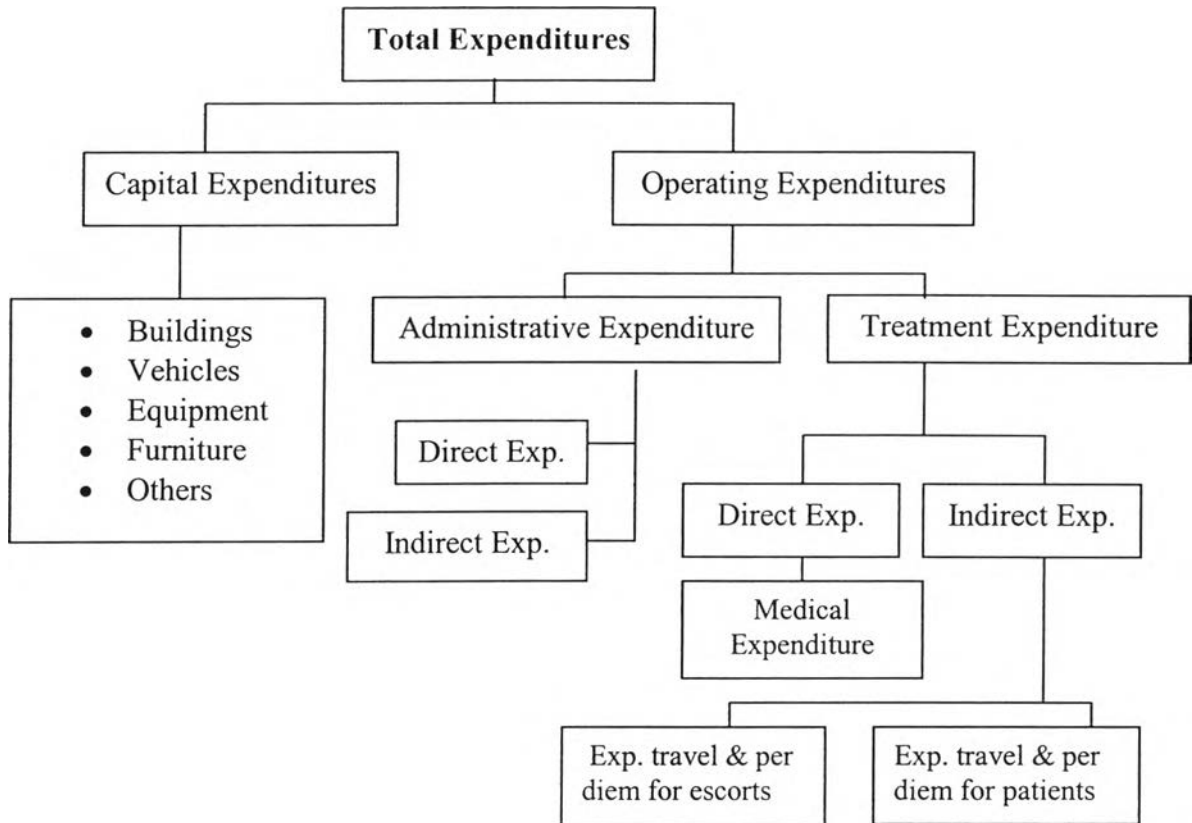 Total Expenditures
Capital Expenditures
Operating Expenditures
• Buildings
• Vehicles
• Equipment
• Furniture
• Others
Administrative Expenditure
Treatment Expenditure
Direct Exp.
Indirect Exp.
Direct Exp.
Indirect Exp.
Medical
Expenditure
Exp. travel & per
diem for escorts
Exp. travel & per
diem for patients